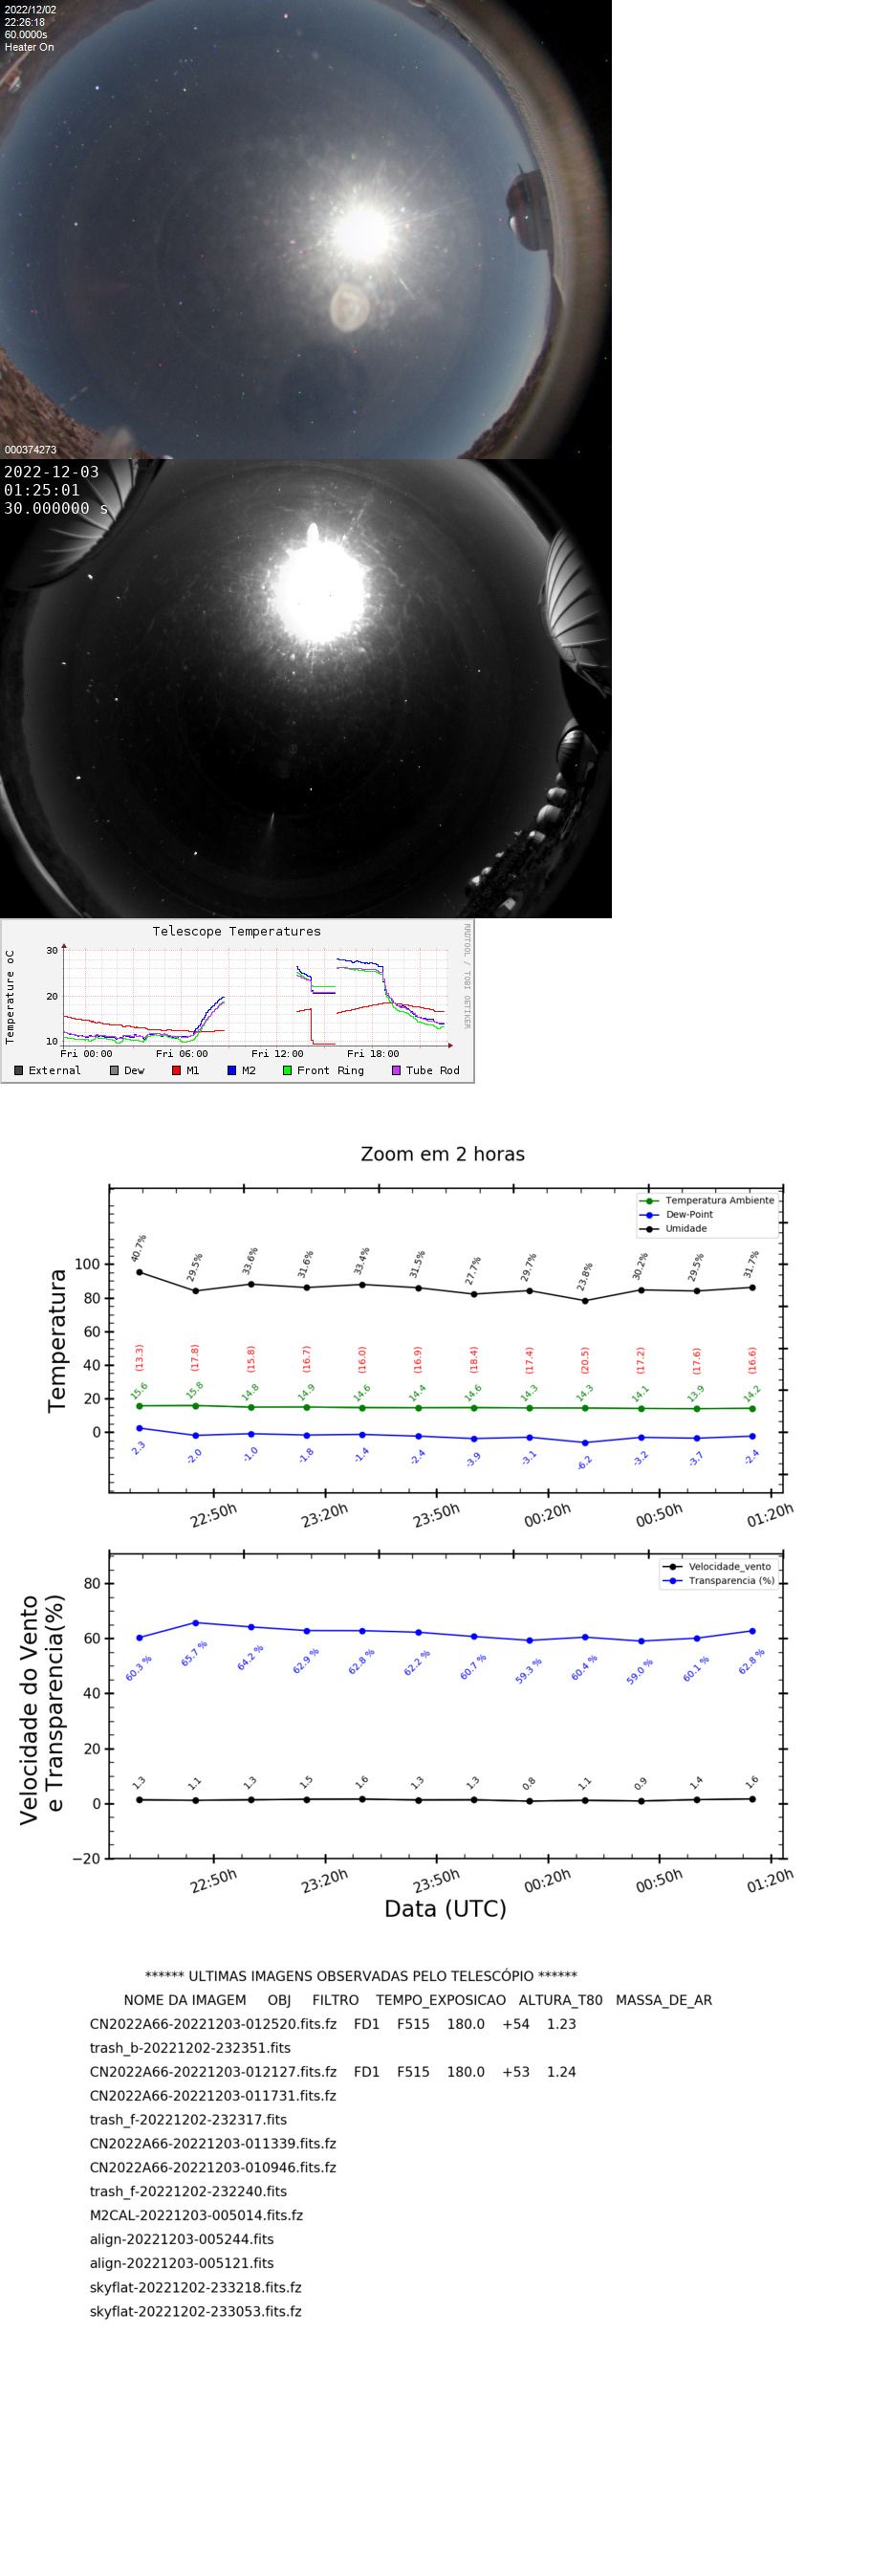 2022/12/02
22:26:18
60.0000s
Heater On
000374273
2022-12-03
01:25:01
30.000000 s
Telescope Temperatures
RRDTOOL / TOBI OETIKER
Temperature oC
30
20
10
Fri 00:00 Fri 06:00 Fri 12:00 Fri 18:00
External Dew M1 M2 Front Ring Tube Rod
Zoom em 2 horas
Temperatura Ambiente
Dew-Point
Umidade
Temperatura
100
80
60
40
20
0
40.7% 29.5% 33.6% 31.6% 33.4% 31.5% 27.7% 29.7% 23.8% 30.2% 29.5% 31.7%
(13.3) (17.8) (15.8) (16.7) (16.0) (16.9) (18.4) (17.4) (20.5) (17.2) (17.6) (16.6)
15.6 15.8 14.8 14.9 14.6 14.4 14.6 14.3 14.3 14.1 13.9 14.2
2.3 -2.0 -1.0 -1.8 -1.4 -2.4 -3.9 -3.1 -6.2 -3.2 -3.7 -2.4
22:50h 23:20h 23:50h 00:20h 00:50h 01:20h
Velocidade_vento
Transparencia (%)
Velocidade do Vento
e Transparencia(%)
80
60
40
20
0
−20
60.3 % 65.7 % 64.2 % 62.9 % 62.8 % 62.2 % 60.7 % 59.3 % 60.4 % 59.0 % 60.1 % 62.8 %
1.3 1.1 1.3 1.5 1.6 1.3 1.3 0.8 1.1 0.9 1.4 1.6
22:50h 23:20h 23:50h 00:20h 00:50h 01:20h
Data (UTC)
****** ULTIMAS IMAGENS OBSERVADAS PELO TELESCÓPIO ******
NOME DA IMAGEM OBJ FILTRO TEMPO_EXPOSICAO ALTURA_T80 MASSA_DE_AR
CN2022A66-20221203-012520.fits.fz FD1 F515 180.0 +54 1.23
trash_b-20221202-232351.fits
CN2022A66-20221203-012127.fits.fz FD1 F515 180.0 +53 1.24
CN2022A66-20221203-011731.fits.fz
trash_f-20221202-232317.fits
CN2022A66-20221203-011339.fits.fz
CN2022A66-20221203-010946.fits.fz
trash_f-20221202-232240.fits
M2CAL-20221203-005014.fits.fz
align-20221203-005244.fits
align-20221203-005121.fits
skyflat-20221202-233218.fits.fz
skyflat-20221202-233053.fits.fz